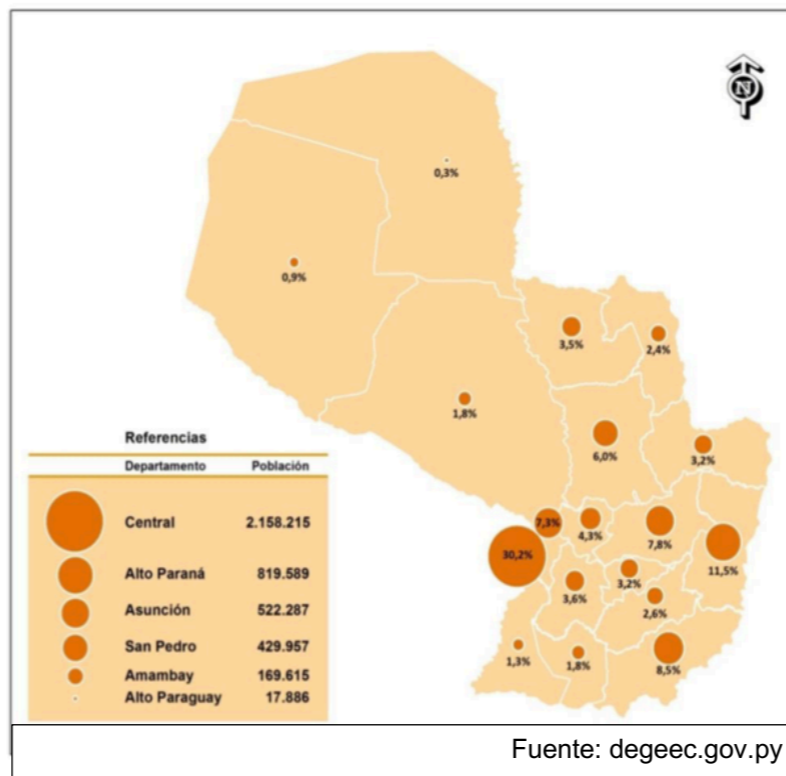 N
0,3%
0,9%
3,5%
2,4%
1,8%
6,0%
3,2%
7,3%
4,3%
7,8%
30,2%
11,5%
3,6%
3,2%
2,6%
1,3%
1,8%
8,5%
Referencias
Departamento Población
Central 2.158.215
Alto Paraná 819.589
Asunción 522.287
San Pedro 429.957
Amambay 169.615
Alto Paraguay 17.886
Fuente: degeec.gov.py